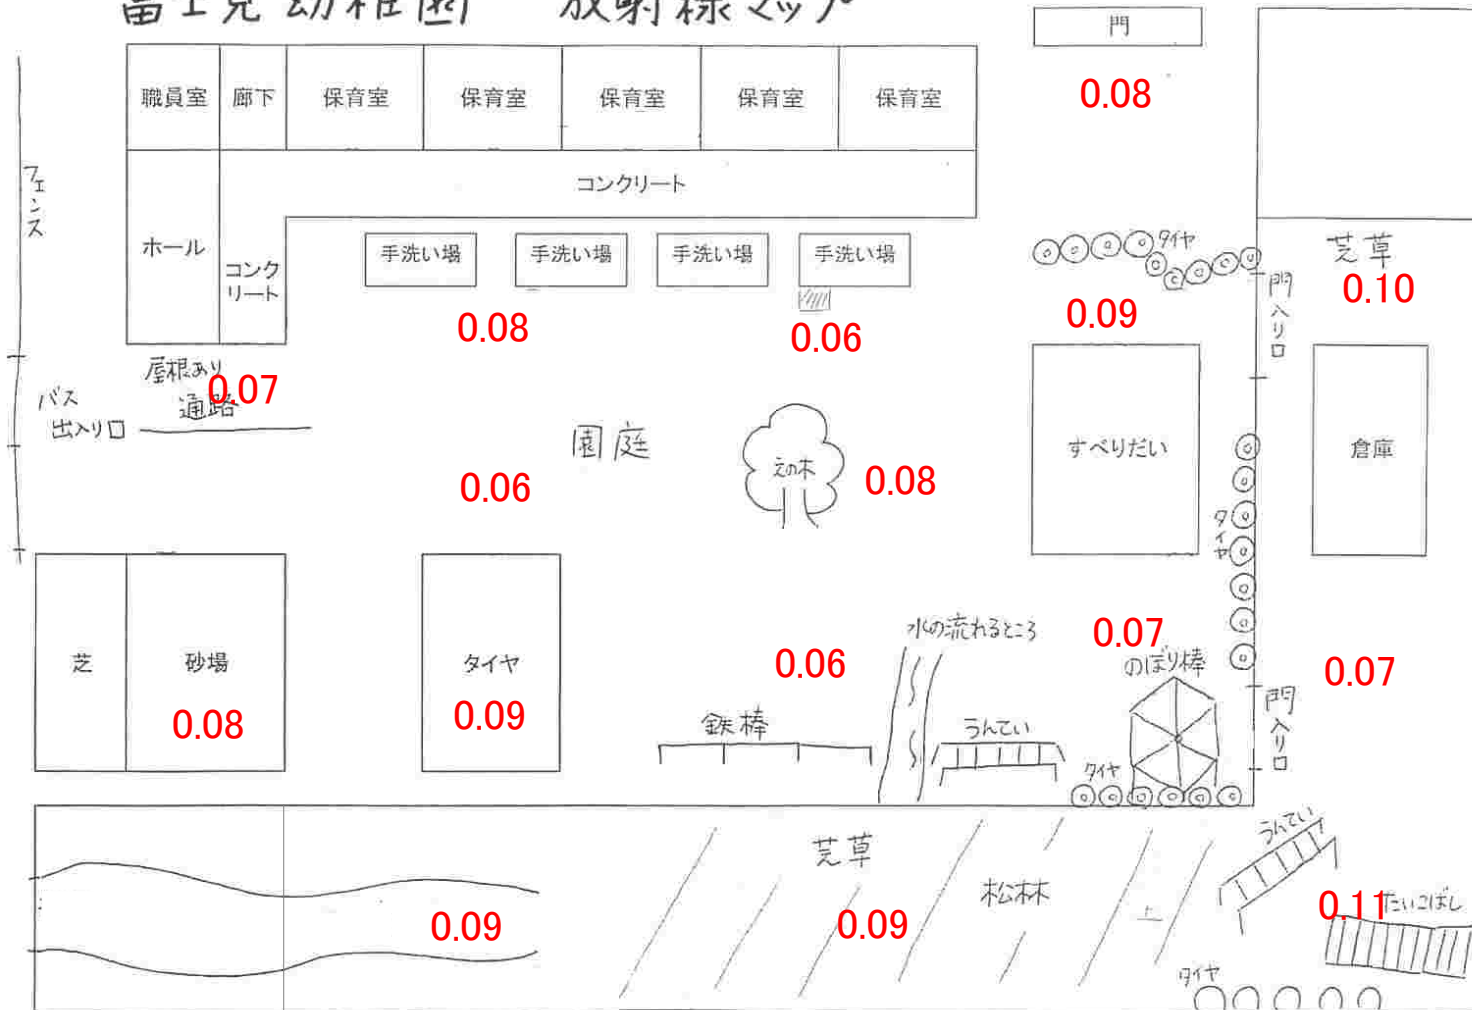 富士見幼稚園 放射線マップ
門
0.08
職員室 廊下 保育室 保育室 保育室 保育室 保育室
コンクリート
フェンス
ホール
コンク
リート
手洗い場 手洗い場 手洗い場 手洗い場
タイヤ
芝草
0.10
門入り口
0.09
0.08
0.06
屋根あり
通路
0.07
バス
出入り口
園庭
えの木
0.06
0.08
すべりだい
倉庫
タイヤ
芝
砂場
0.08
タイヤ
0.09
0.06
水の流れるところ
0.07
のぼり棒
0.07
門入り口
鉄棒
うんてい
タイヤ
芝草
松林
うんてい
0.09
0.09
0.11
たいこばし
タイヤ